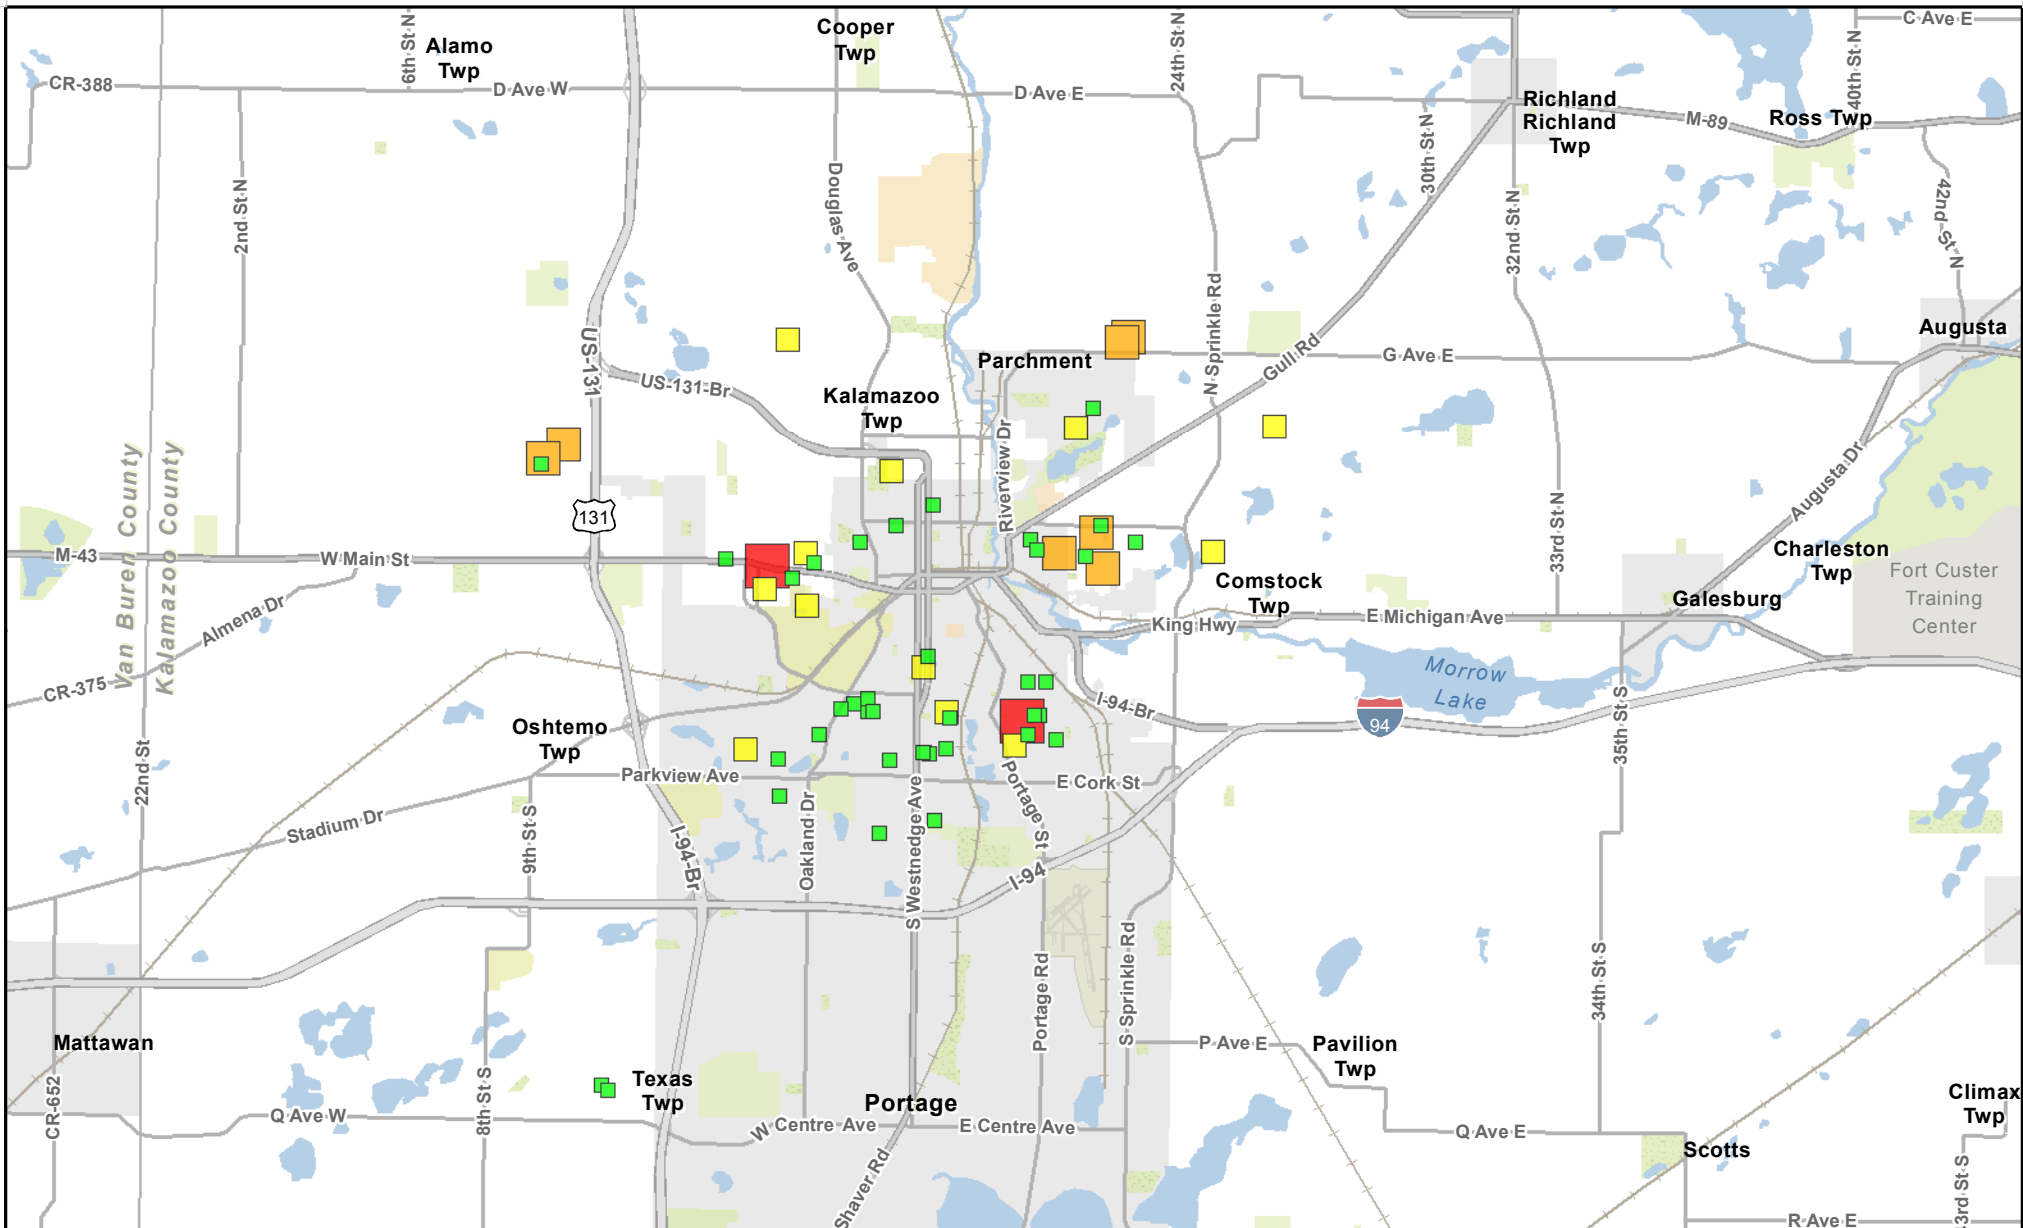 C Ave E
Cooper
Twp
6th St N
Alamo
Twp
24th St N
40th St N
CR-388
D Ave W
D Ave E
Richland
Richland
Twp
M-89
Ross Twp
30th St N
2nd St N
Douglas Ave
32nd St N
42nd St N
N Sprinkle Rd
US-131
Augusta
Parchment
Gull Rd
G Ave E
US-131-Br
Kalamazoo
Twp
Riverview Dr
Augusta Dr
Van Buren County
Kalamazoo County
131
33rd St N
M-43
W Main St
Charleston
Twp
Fort Custer
Training
Center
Comstock
Twp
Galesburg
Almena Dr
E Michigan Ave
King Hwy
Morrow
Lake
CR-375
I-94-Br
94
35th St S
Oshtemo
Twp
22nd St
Parkview Ave
E Cork St
Portage St
Stadium Dr
9th St S
I-94-Br
Oakland Dr
S Westnedge Ave
I-94
S Sprinkle Rd
Portage Rd
34th St S
Mattawan
P Ave E
Pavilion
Twp
CR-652
8th St S
Texas
Twp
Portage
Climax
Twp
Q Ave W
W Centre Ave
E Centre Ave
Q Ave E
Scotts
Shaver Rd
3rd St S
R Ave E